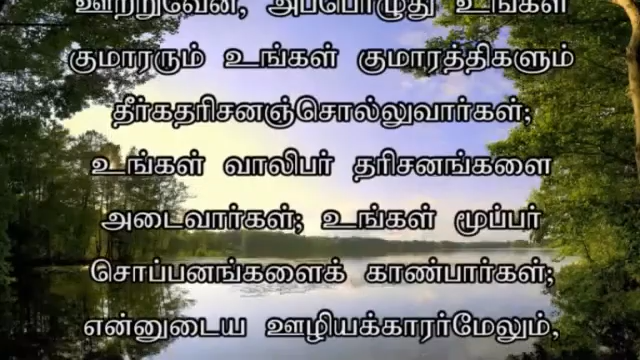 ஊற்றுவேன், அப்பொழுது உங்கள்
குமாரரும் உங்கள் குமாரத்திகளும்
தீர்கதரிசனஞ்சொல்லுவார்கள்;
உங்கள் வாலிபர் தரிசனங்களை
அடைவார்கள்; உங்கள் மூப்பர்
சொப்பனங்களைக் காண்பார்கள்;
என்னுடைய ஊழியக்காரர்மேலும்,